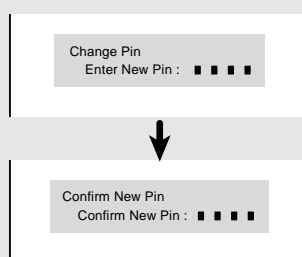 Change Pin
Enter New Pin : ∎ ∎ ∎ ∎
Confirm New Pin
Confirm New Pin : ∎ ∎ ∎ ∎